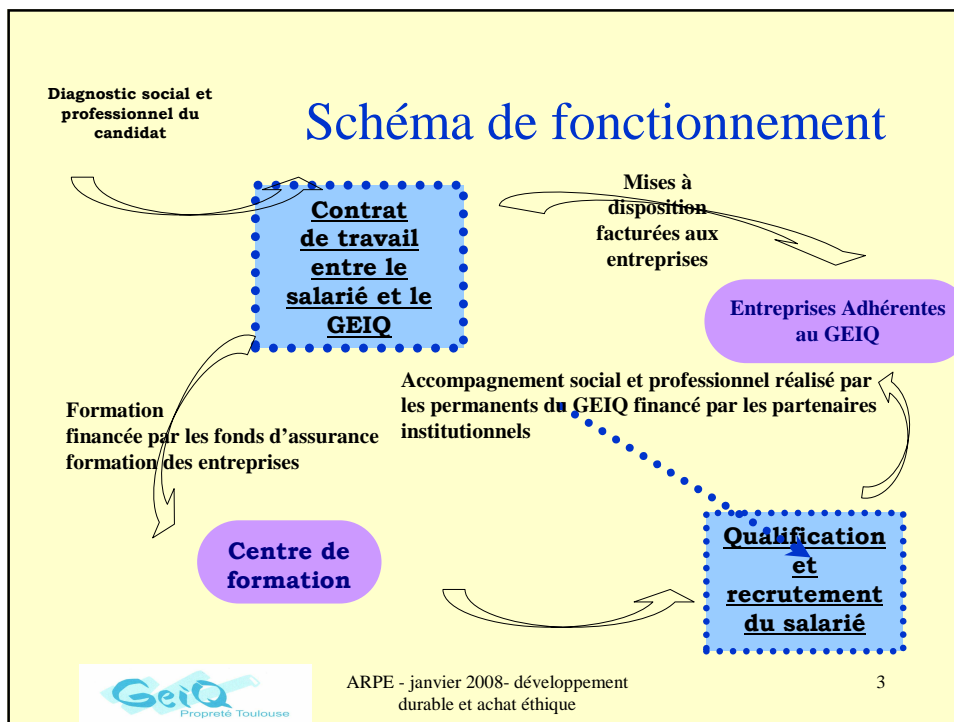 Diagnostic social et
professionnel du
candidat
Schéma de fonctionnement
Contrat
de travail
entre le
salarié et le
GEIQ
Mises à
disposition
facturées aux
entreprises
Entreprises Adhérentes
au GEIQ
Accompagnement social et professionnel réalisé par
les permanents du GEIQ financé par les partenaires
institutionnels
Formation
financée par les fonds d'assurance
formation des entreprises
Centre de
formation
Qualification
et
recrutement
du salarié
GeiQ
Propreté Toulouse
ARPE - janvier 2008- développement
durable et achat éthique
3